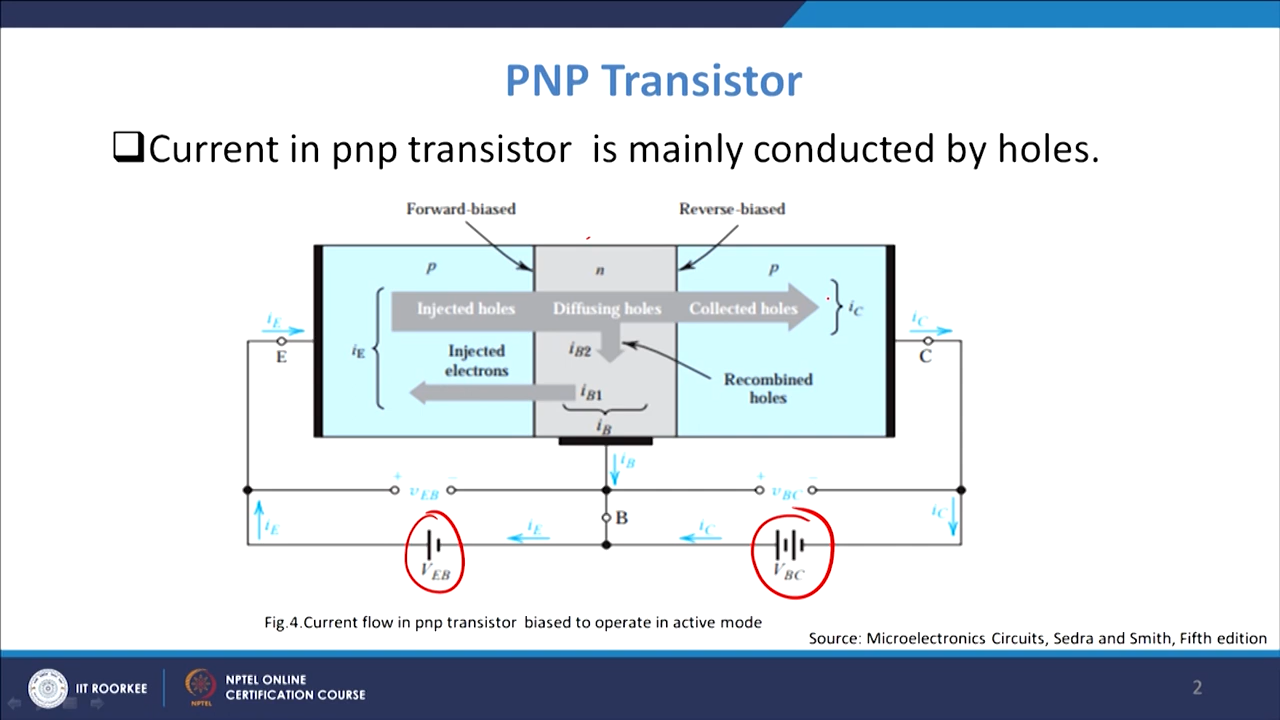 PNP Transistor
Current in pnp transistor is mainly conducted by holes.
Forward-biased
Reverse-biased
p
n
p
Injected holes
Diffusing holes
Collected holes
iC
iE
iC
E
iE
Injected
electrons
iB2
C
Recombined
holes
iB1
iB
iB
+ vEB −
+ vBC −
iE
B
iE
iC
iC
VEB
VBC
Fig.4.Current flow in pnp transistor biased to operate in active mode
Source: Microelectronics Circuits, Sedra and Smith, Fifth edition
IIT ROORKEE
NPTEL
NPTEL ONLINE
CERTIFICATION COURSE
2